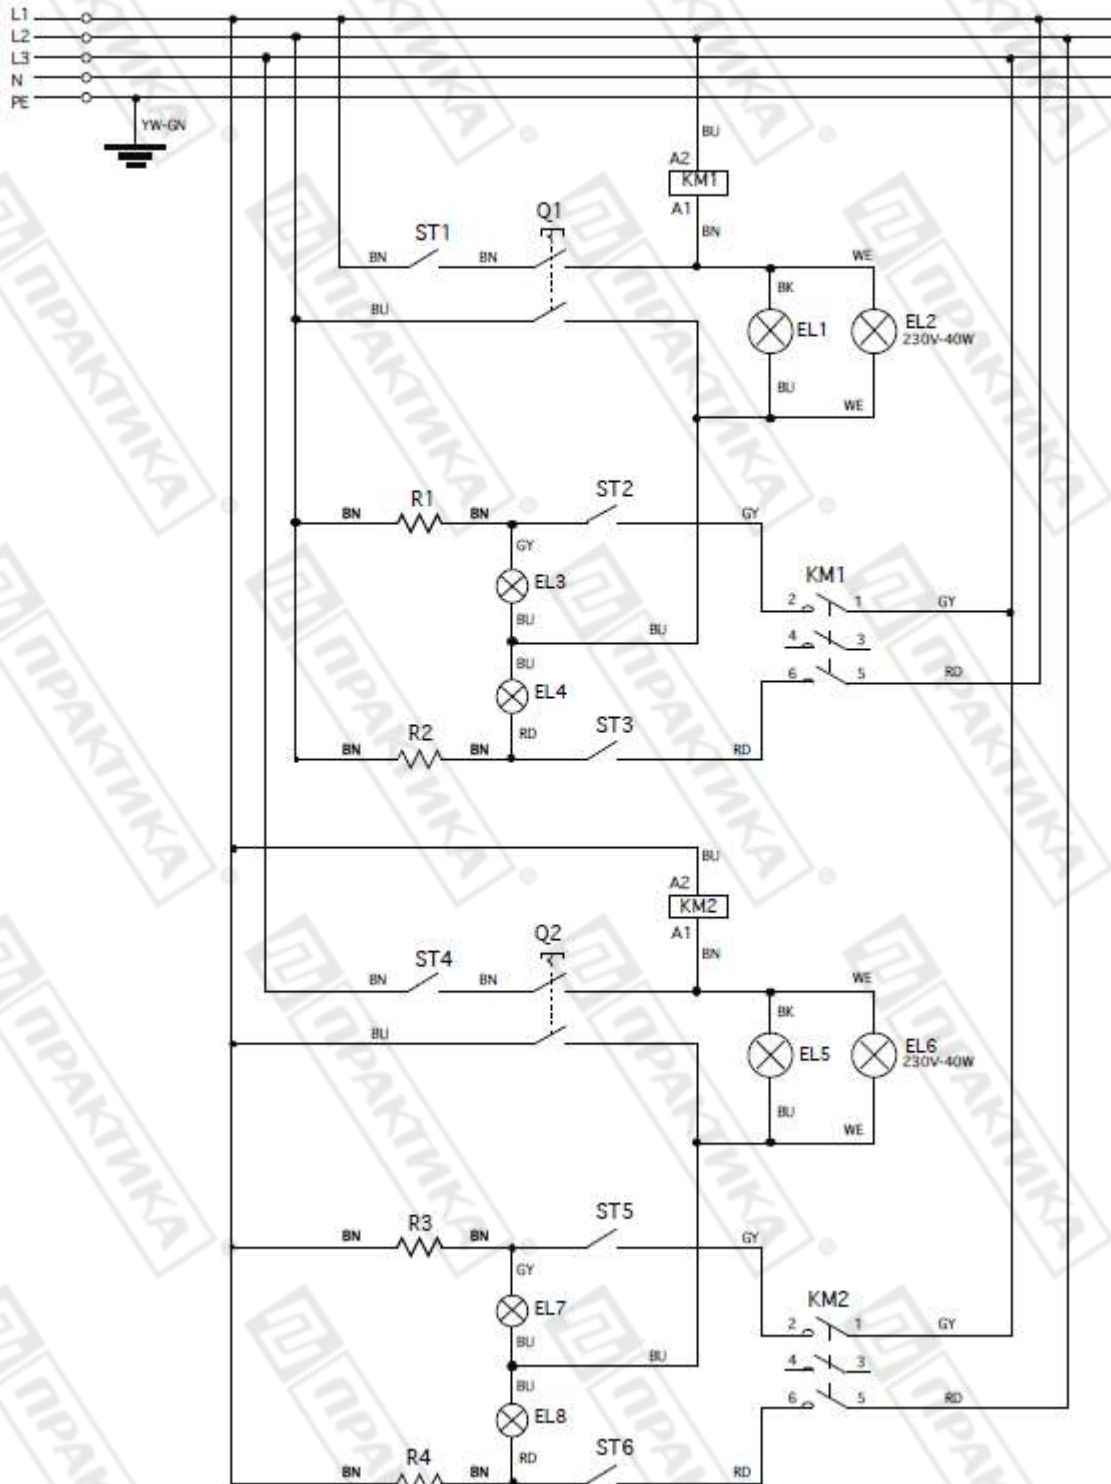 L1
L2
L3
N
PE
YW-GN
BU
A2
KM1
A1
BN
Q1
ST1
BN
BN
WE
BK
BU
EL1
EL2
230V-40W
BU
WE
ST2
R1
BN
BN
GY
GY
EL3
KM1
2
1
GY
BU
BU
4
3
BU
6
5
RD
EL4
R2
RD
ST3
BN
BN
RD
BU
A2
KM2
A1
Q2
BN
ST4
BN
BN
WE
BK
BU
EL5
EL6
230V-40W
BU
WE
ST5
R3
BN
BN
GY
GY
EL7
KM2
2
1
GY
BU
BU
4
3
BU
6
5
RD
EL8
R4
RD
ST6
BN
BN
RD
ПРАКТИКА